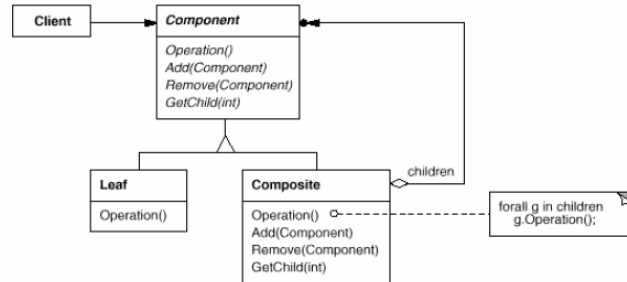 Client
Component
Operation()
Add(Component)
Remove(Component)
GetChild(int)
children
Leaf
Operation()
Composite
Operation()
Add(Component)
Remove(Component)
GetChild(int)
forall g in children
g.Operation();